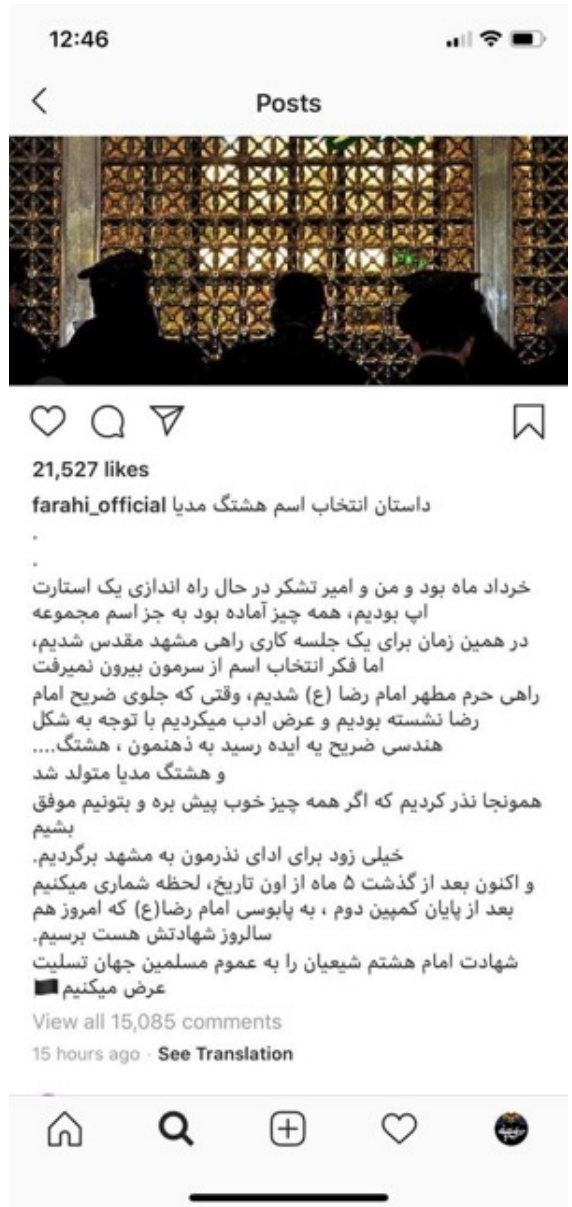 12:46
Posts
21,527 likes
farahi_official داستان انتخاب اسم هشتگ مدیا
.
.
خرداد ماه بود و من و امیر تشکر در حال راه اندازی یک استارت
اپ بودیم، همه چیز آماده بود به جز اسم مجموعه
در همین زمان برای یک جلسه کاری راهی مشهد مقدس شدیم،
اما فکر انتخاب اسم از سرمون بیرون نمیرفت
راهی حرم مطهر امام رضا (ع) شدیم، وقتی که جلوی ضریح امام
رضا نشسته بودیم و عرض ادب میکردیم با توجه به شکل
هندسی ضریح یه ایده رسید به ذهنمون ، هشتگ....
و هشتگ مدیا متولد شد
همونجا نذر کردیم که اگر همه چیز خوب پیش بره و بتونیم موفق
بشیم
خیلی زود برای ادای نذرمون به مشهد برگردیم.
و اکنون بعد از گذشت ۵ ماه از اون تاریخ، لحظه شماری میکنیم
بعد از پایان کمپین دوم ، به پابوسی امام رضا(ع) که امروز هم
سالروز شهادتش هست برسیم.
شهادت امام هشتم شیعیان را به عموم مسلمین جهان تسلیت
عرض میکنیم🏴
View all 15,085 comments
15 hours ago · See Translation